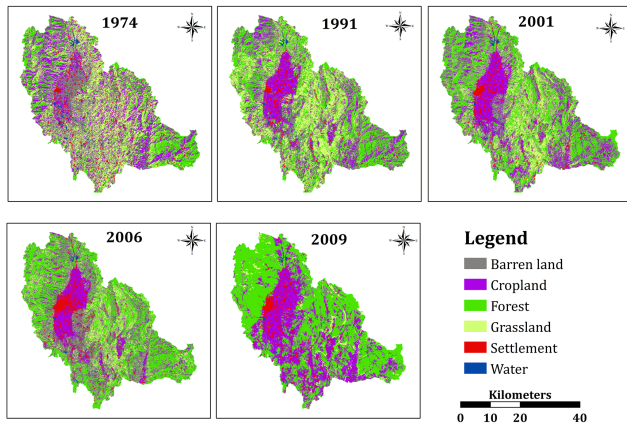 1974
1991
2001
2006
2009
Legend
Barren land
Cropland
Forest
Grassland
Settlement
Water
Kilometers
0 10 20 40